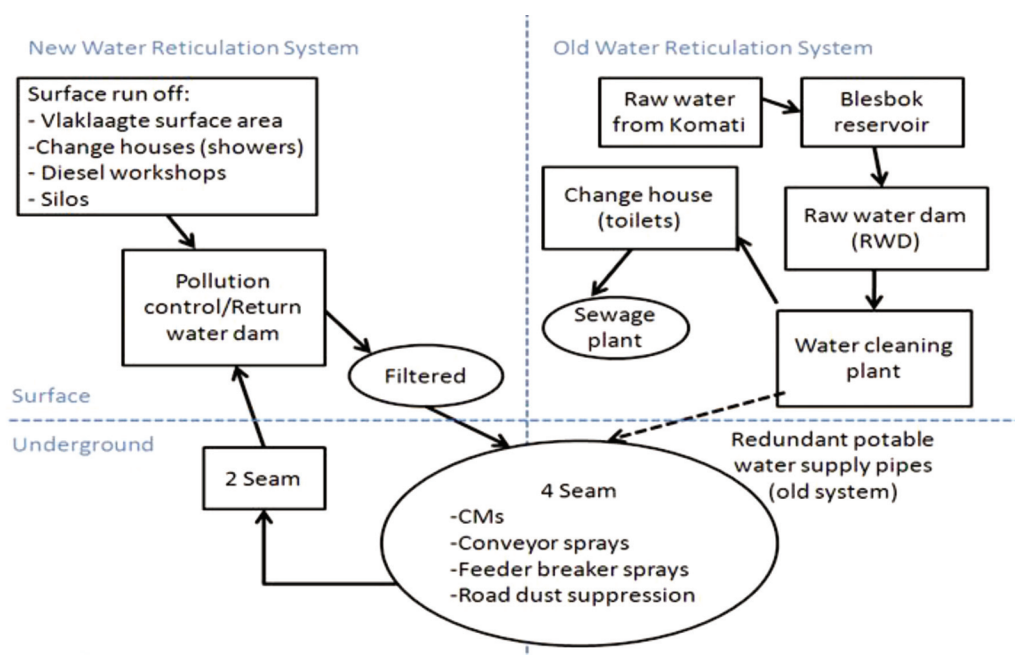 New Water Reticulation System
Surface run off:
- Vlaklaagte surface area
-Change houses (showers)
- Diesel workshops
- Silos
Pollution
control/Return
water dam
Filtered
Surface
Underground
2 Seam
Old Water Reticulation System
Raw water
from Komati
Blesbok
reservoir
Change house
(toilets)
Raw water dam
(RWD)
Sewage
plant
Water cleaning
plant
Redundant potable
water supply pipes
(old system)
4 Seam
-CMs
-Conveyor sprays
-Feeder breaker sprays
-Road dust suppression